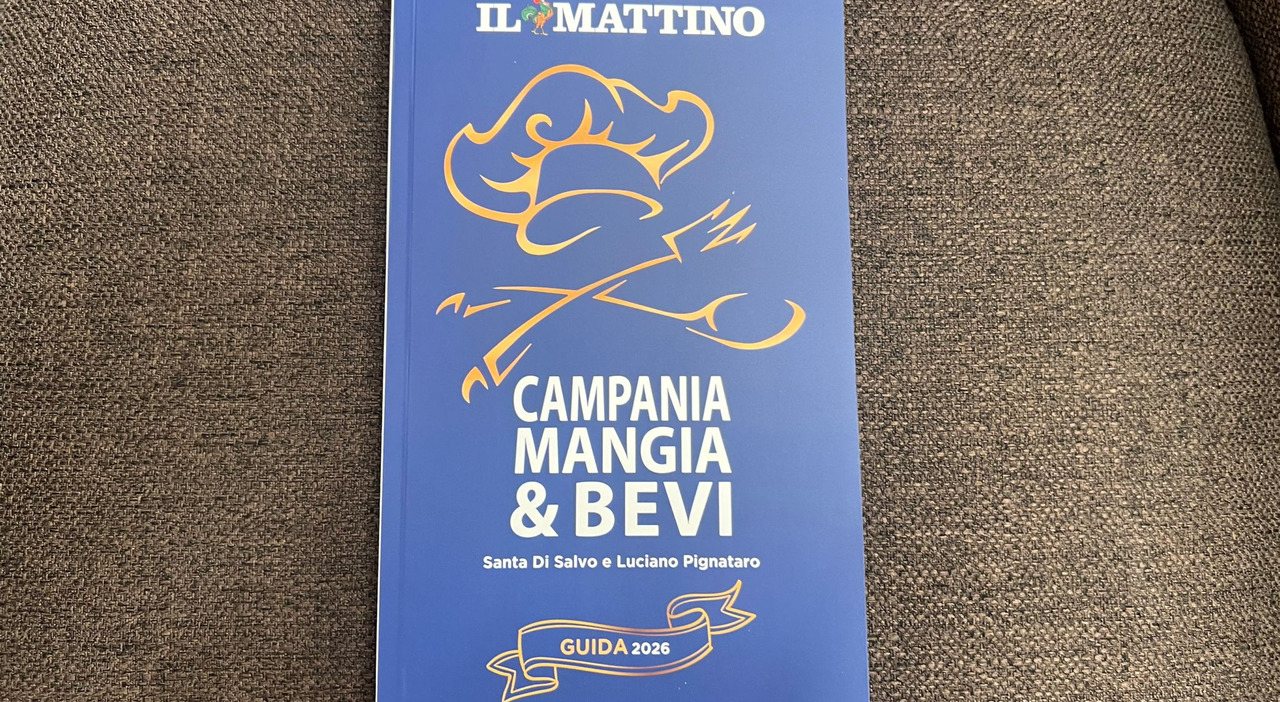 IL MATTINO
CAMPANIA
MANGIA
& BEVI
Santa Di Salvo e Luciano Pignataro
GUIDA 2026